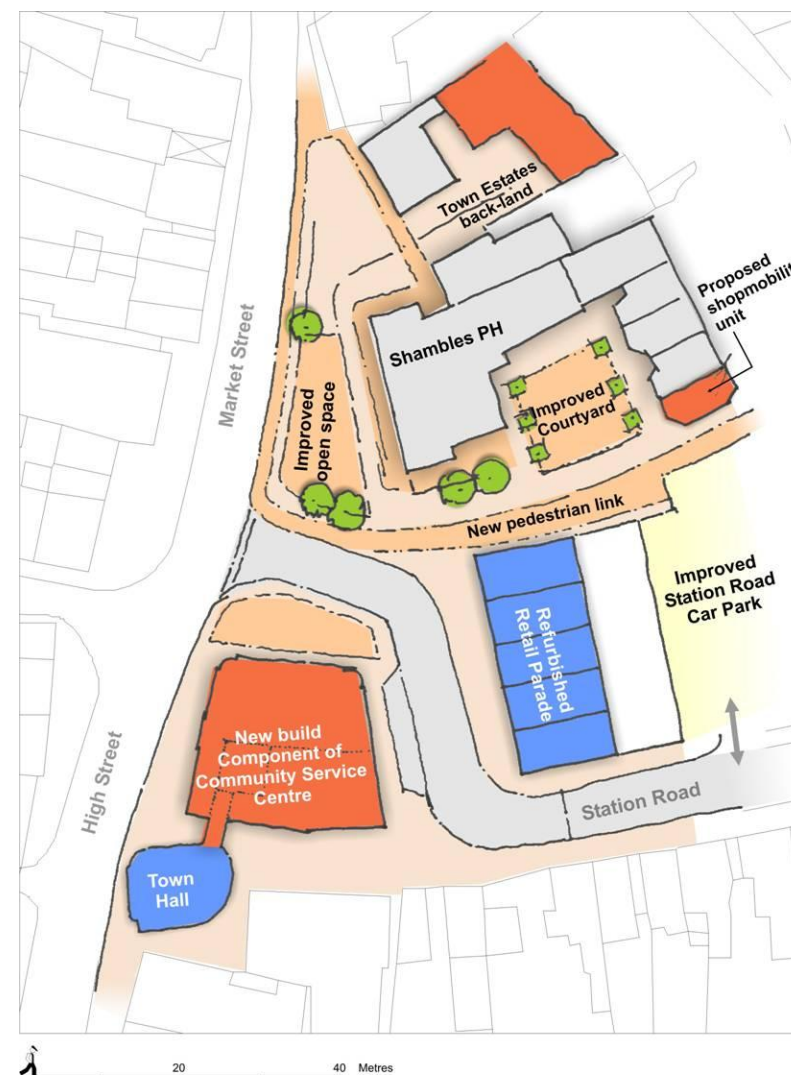 Town Estates
back-land
Proposed
shopmobilit
unit
Market Street
Shambles PH
Improved
Courtyard
Improved
open space
New pedestrian link
Improved
Station Road
Car Park
Refurbished
Retail Parade
New build
Component of
Community Service
Centre
High Street
Station Road
Town
Hall
20
40 Metres